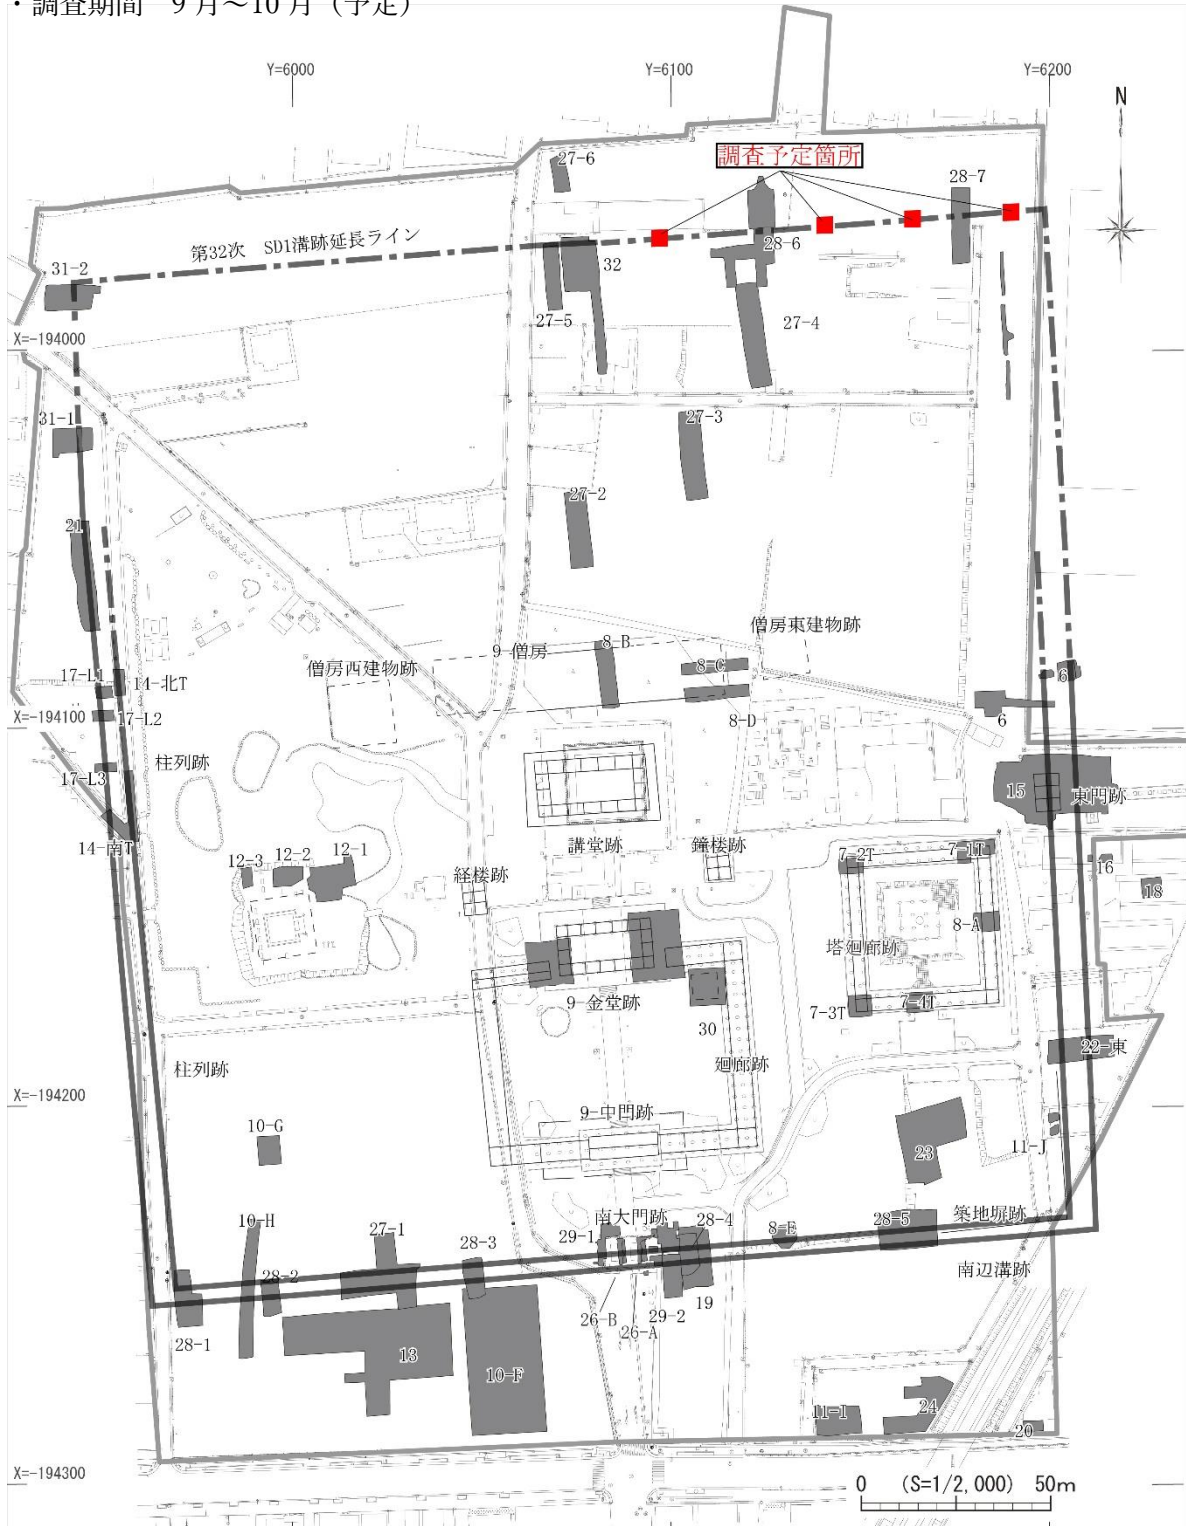 ・調査期間　9月～10月（予定）
Y=6000
Y=6100
Y=6200
N
調査予定箇所
27-6
28-7
第32次　SD1溝跡延長ライン
28-6
31-2
32
27-5
27-4
X=-194000
31-1
27-3
27-2
21
僧房東建物跡
9-僧房
8-B
僧房西建物跡
8-C
6
17-L1
14-北T
17-L2
X=-194100
8-D
6
柱列跡
17-L3
15
東門跡
14-南T
講堂跡
鐘楼跡
7-2T
7-1T
12-3
12-2
12-1
経楼跡
16
18
8-A
塔廻廊跡
9-金堂跡
7-3T
7-4T
30
22-東
柱列跡
廻廊跡
X=-194200
9-中門跡
10-G
11-J
23
10-H
27-1
南大門跡
28-4
8-E
28-5
築地塀跡
29-1
28-3
28-2
南辺溝跡
26-B
29-2
19
26-A
28-1
13
10-F
11-I
24
20
X=-194300
0
(S=1/2,000)
50m